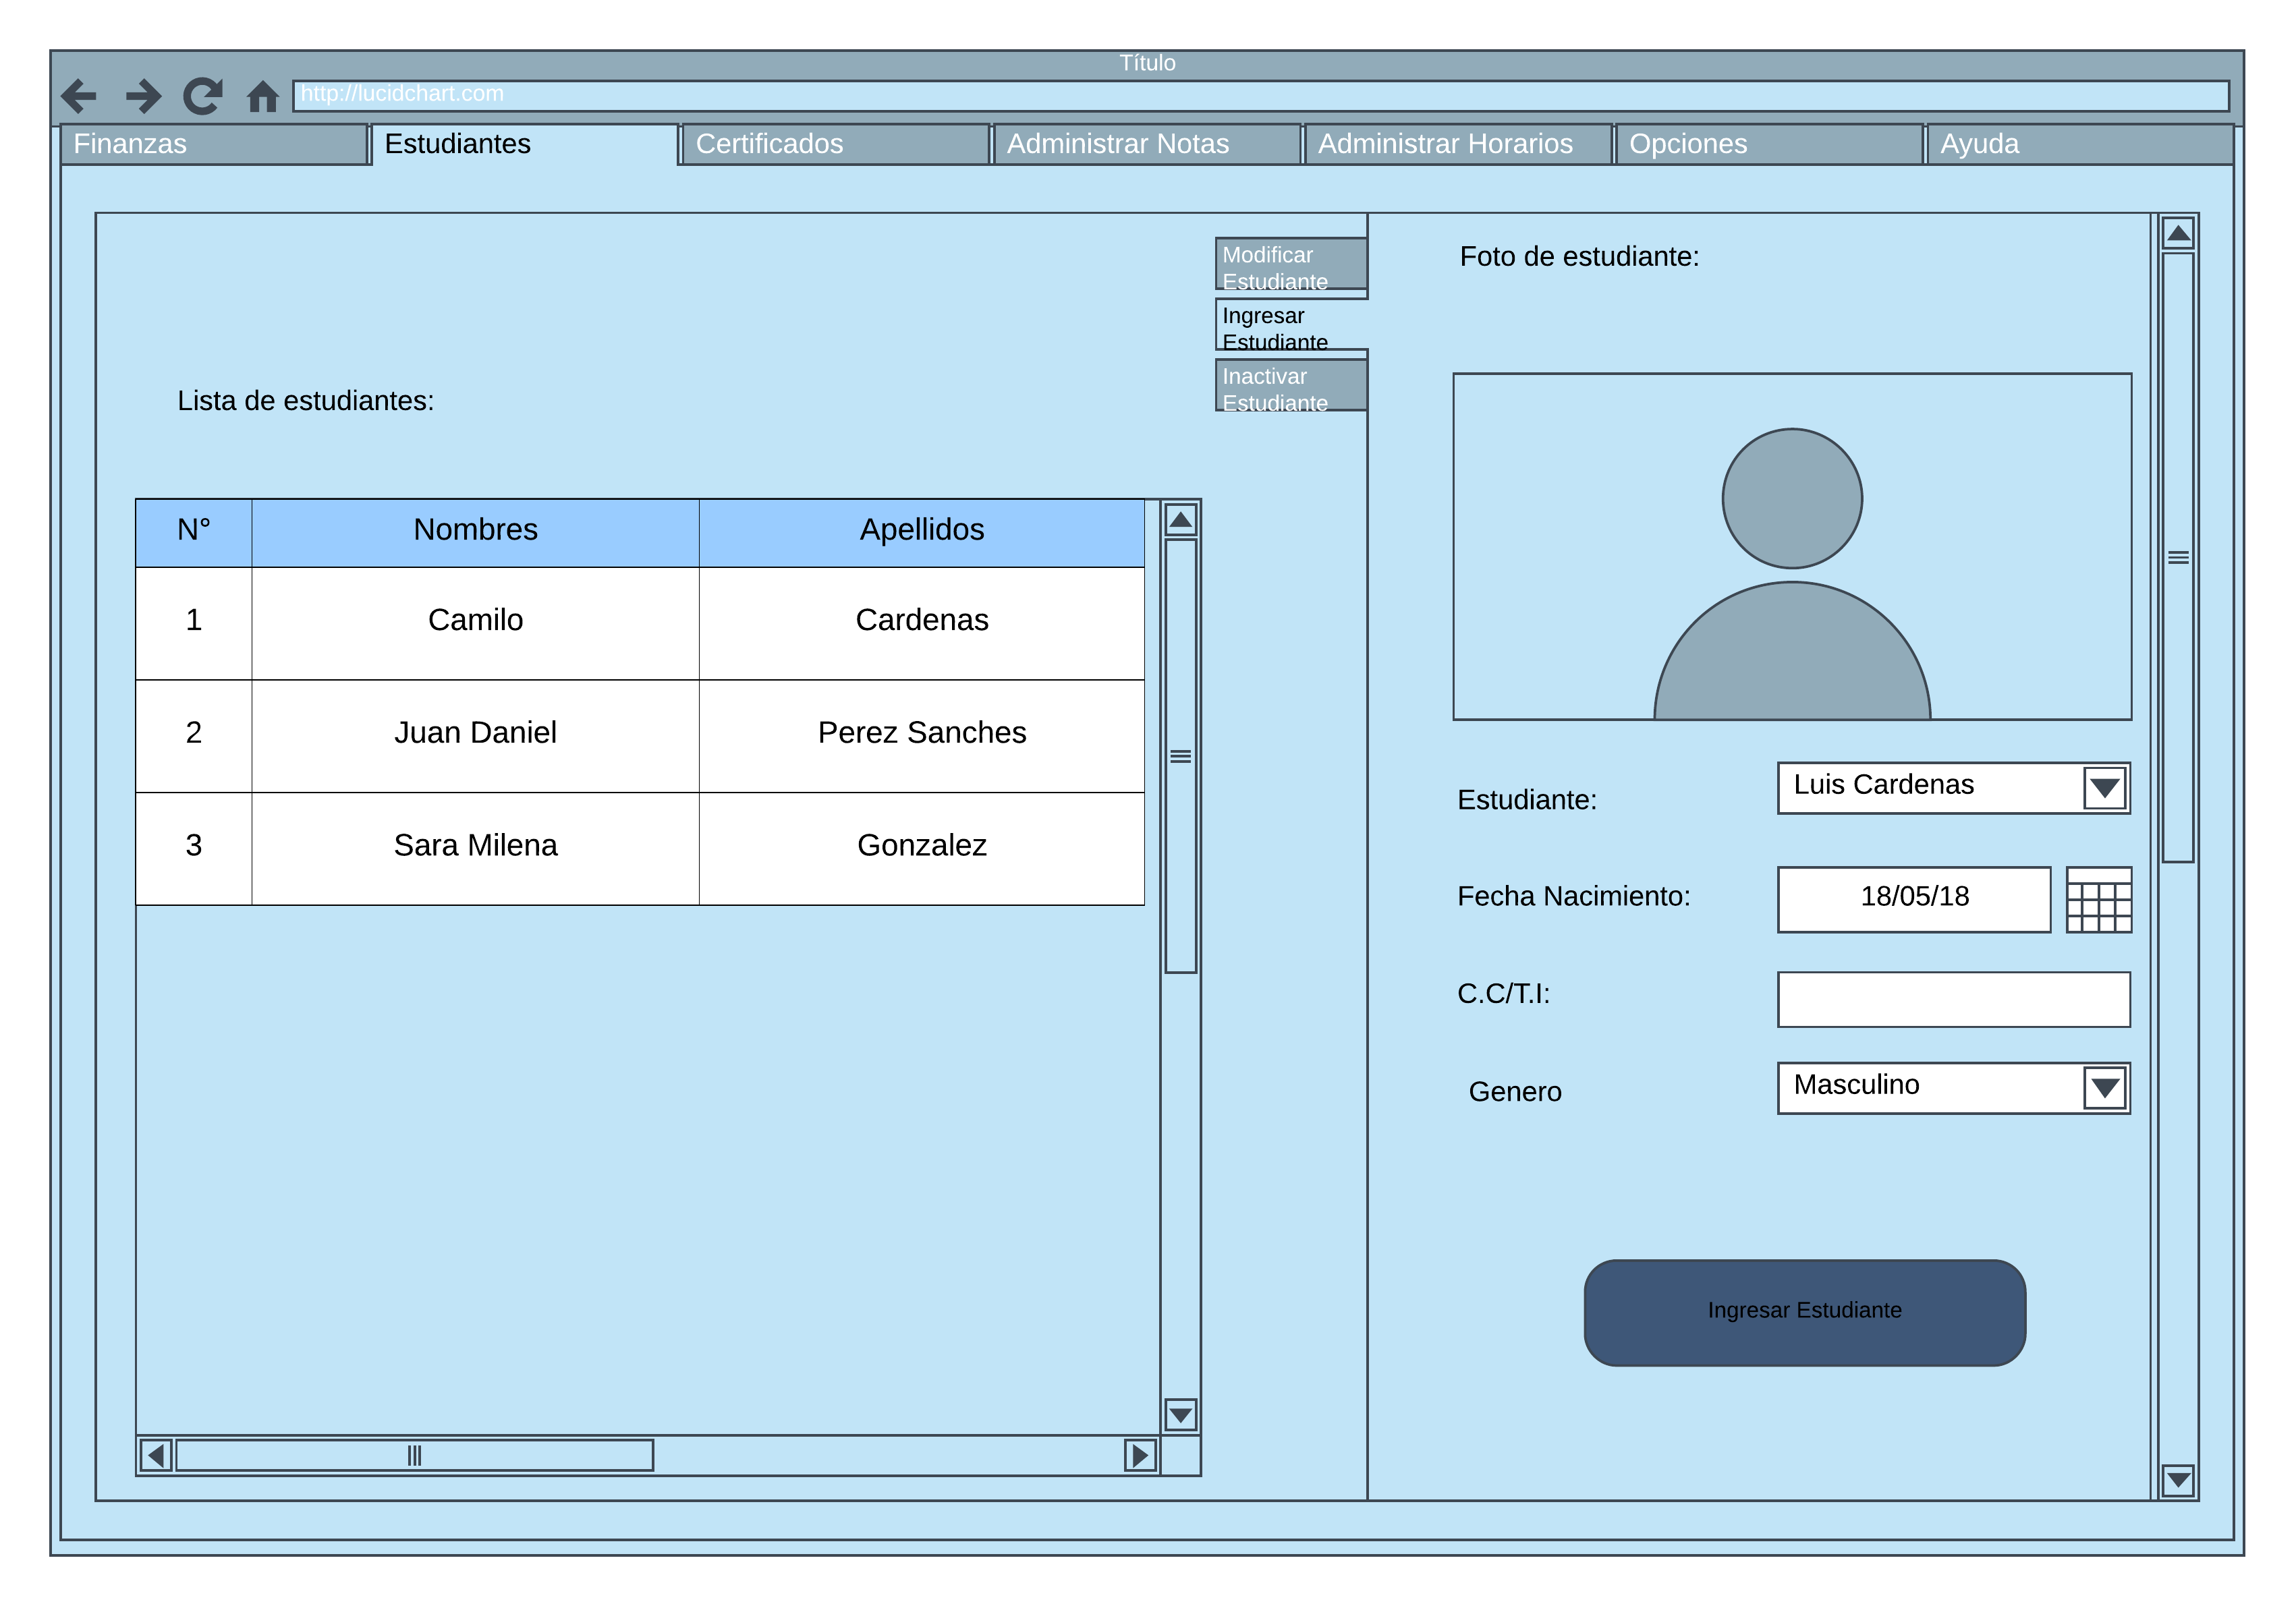 Título
http://lucidchart.com
Finanzas
Estudiantes
Certificados
Administrar Notas
Administrar Horarios
Opciones
Ayuda
Modificar
Estudiante
Ingresar
Estudiante
Inactivar
Estudiante
Lista de estudiantes:
N° Nombres Apellidos
1 Camilo Cardenas
2 Juan Daniel Perez Sanches
3 Sara Milena Gonzalez
Foto de estudiante:
Estudiante: Luis Cardenas
Fecha Nacimiento: 18/05/18
C.C/T.I:
Genero Masculino
Ingresar Estudiante